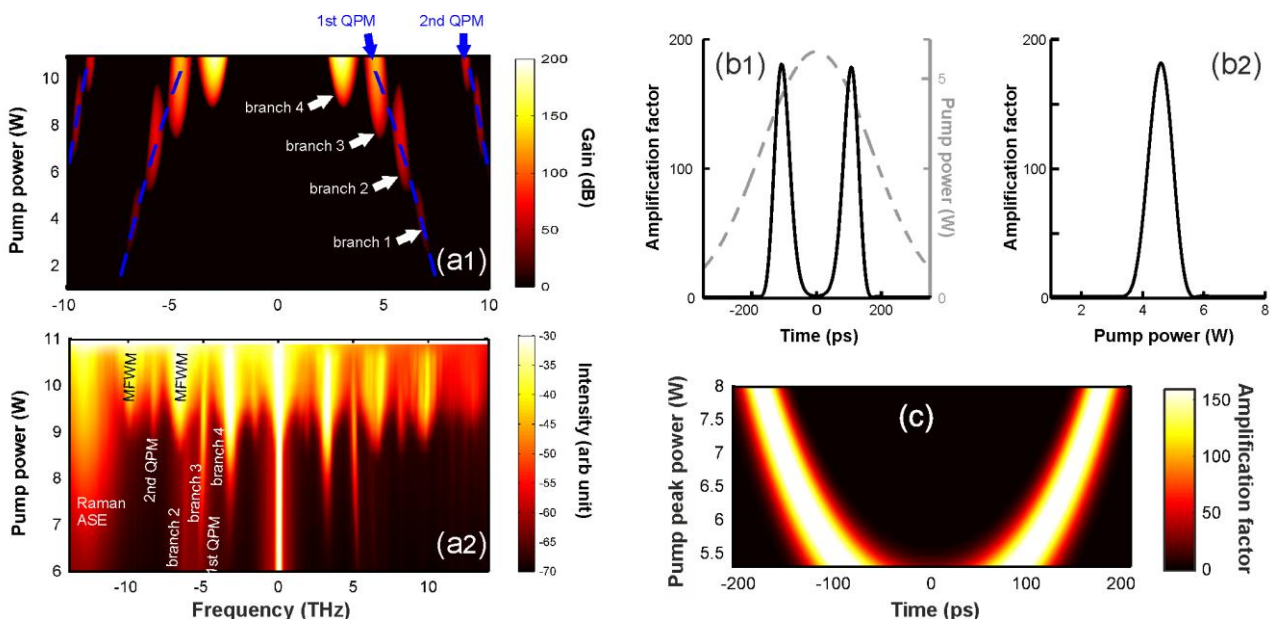 1st QPM
2nd QPM
Pump power (W)
10
8
6
4
2
branch 4
branch 3
branch 2
branch 1
(a1)
-10
-5
0
5
10
200
150
100
50
0
Gain (dB)
Pump power (W)
11
10
9
8
7
6
MFWM
MFWM
2nd QPM
branch 3
branch 4
Raman
ASE
branch 2
1st QPM
(a2)
-10
-5
0
5
10
Frequency (THz)
-30
-40
-50
-60
-70
Intensity (arb unit)
(b1)
Amplification factor
200
100
0
-200
0
200
Time (ps)
5
0
Pump power (W)
(b2)
Amplification factor
200
100
0
2
4
6
8
Pump power (W)
(c)
Pump peak power (W)
8
7.5
7.0
6.5
6.0
5.5
-200
-100
0
100
200
Time (ps)
150
100
50
0
Amplification factor